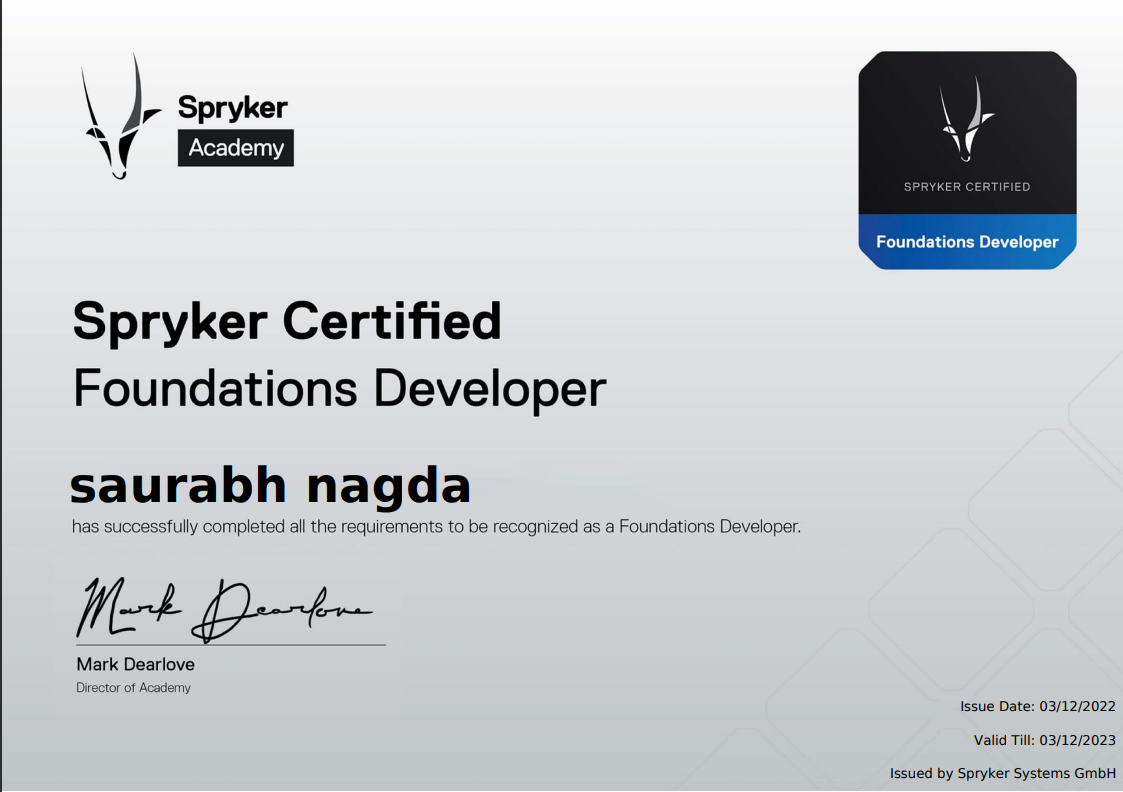 Spryker
Academy
SPRYKER CERTIFIED
Foundations Developer
Spryker Certified
Foundations Developer
saurabh nagda
has successfully completed all the requirements to be recognized as a Foundations Developer.
Mark Dearlove
Mark Dearlove
Director of Academy
Issue Date: 03/12/2022
Valid Till: 03/12/2023
Issued by Spryker Systems GmbH